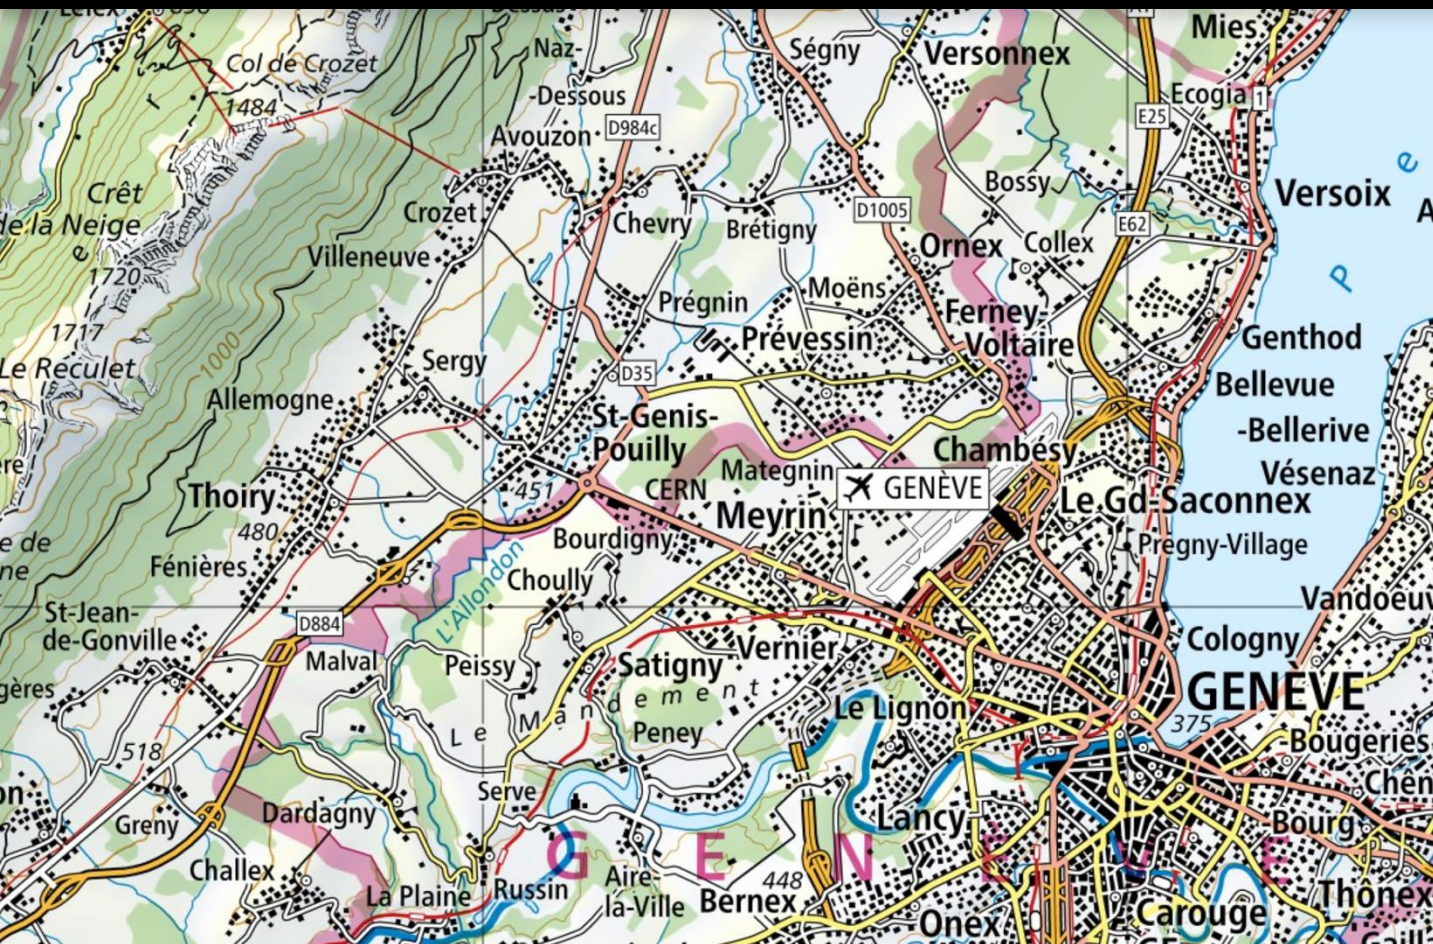 Lélex
Mies
Ségny
Versonnex
Naz-
-Dessous
Col de Crozet
1484
Ecogia
1
E25
D984c
Avouzon
Crêt
de la Neige
Crozet
Chevry
Brétigny
D1005
Bossy
Versoix
E62
Collex
Ornex
Villeneuve
1720
Prégnin
Moëns
Ferney-
Voltaire
Prévessin
Genthod
1717
Le Reculet
1000
Sergy
D35
Bellevue
Allemogne
St-Genis-
Pouilly
Chambésy
-Bellerive
Vésenaz
Mategnin
GENÈVE
CERN
451
Thoiry
480
Meyrin
Le Gd-Saconnex
Pregny-Village
Bourdigny
Choully
Fénières
L'Allondon
Vandoeuv
St-Jean-
de-Gonville
D884
Malval
Peissy
Satigny
Vernier
Cologny
GENÈVE
375
Le Mandement
Peney
Le Lignon
518
Serve
Bougeries-
Chên
Bourg
Greny
Dardagny
Lancy
GENÈVE
Challex
La Plaine
Russin
Aire-
la-Ville
Bernex
448
Onex
Carouge
Thônex